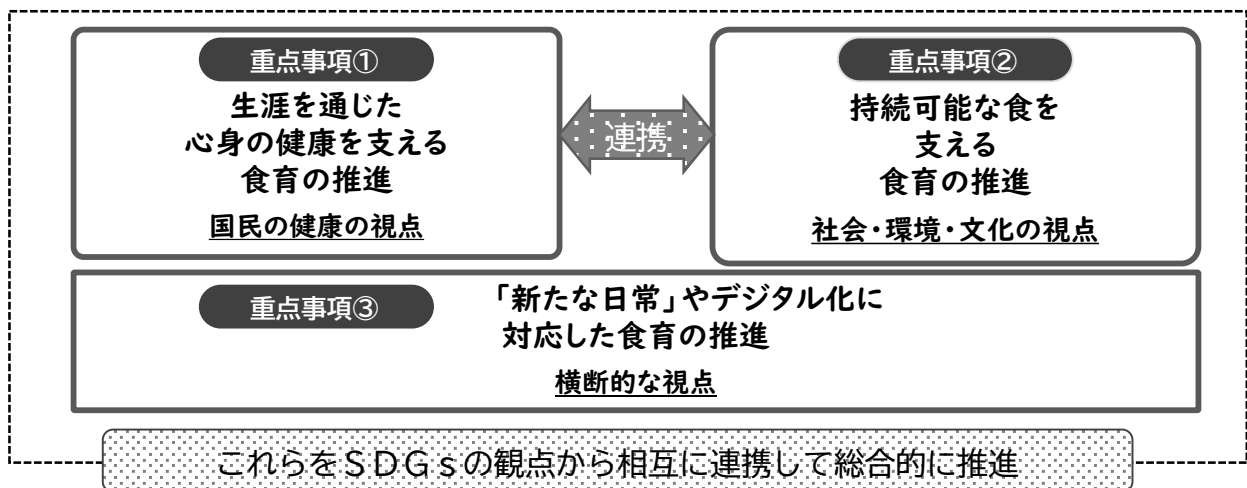 重点事項①
生涯を通じた
心身の健康を支える
食育の推進
国民の健康の視点
連携
重点事項②
持続可能な食を
支える
食育の推進
社会・環境・文化の視点
重点事項③
「新たな日常」やデジタル化に
対応した食育の推進
横断的な視点
これらをSDGsの観点から相互に連携して総合的に推進